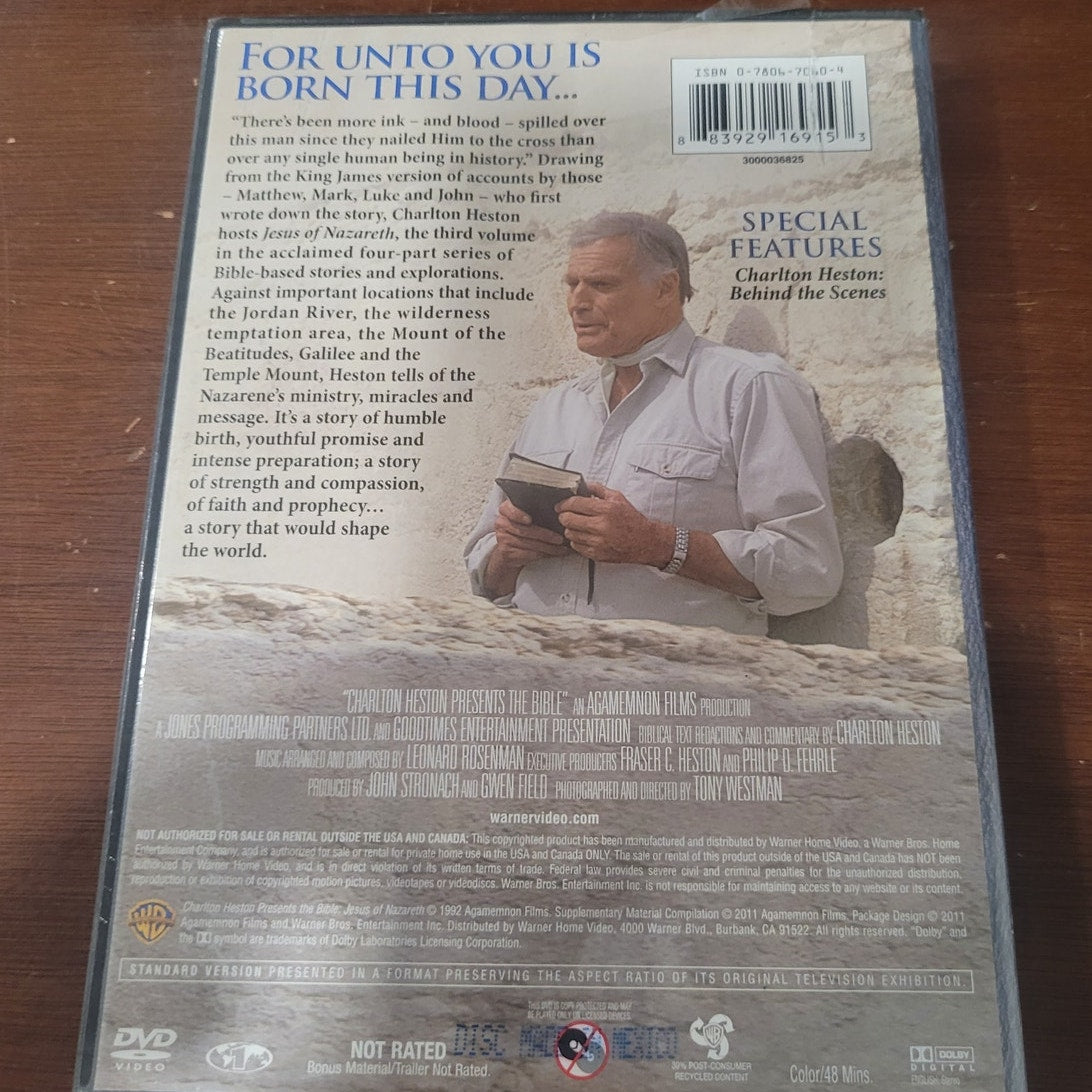 FOR UNTO YOU IS
BORN THIS DAY...
"There's been more ink – and blood – spilled over
this man since they nailed Him to the cross than
over any single human being in history." Drawing
from the King James version of accounts by those
– Matthew, Mark, Luke and John – who first
wrote down the story, Charlton Heston
hosts Jesus of Nazareth, the third volume
in the acclaimed four-part series of
Bible-based stories and explorations.
Against important locations that include
the Jordan River, the wilderness
temptation area, the Mount of the
Beatitudes, Galilee and the
Temple Mount, Heston tells of the
Nazarene's ministry, miracles and
message. It's a story of humble
birth, youthful promise and
intense preparation; a story
of strength and compassion,
of faith and prophecy...
a story that would shape
the world.
ISBN 0-7806-7060-4
8 83929 16915 3
3000036825
SPECIAL
FEATURES
Charlton Heston:
Behind the Scenes
"CHARLTON HESTON PRESENTS THE BIBLE" AN AGAMEMNON FILMS PRODUCTION
A JONES PROGRAMMING PARTNERS LTD. AND GOODTIMES ENTERTAINMENT PRESENTATION BIBLICAL TEXT REDACTIONS AND COMMENTARY BY CHARLTON HESTON
MUSIC ARRANGED AND COMPOSED BY LEONARD ROSENMAN EXECUTIVE PRODUCERS FRASER C. HESTON AND PHILIP D. FEHRLE
PRODUCED BY JOHN STRONACH AND GWEN FIELD PHOTOGRAPHED AND DIRECTED BY TONY WESTMAN
warnervideo.com
NOT AUTHORIZED FOR SALE OR RENTAL OUTSIDE THE USA AND CANADA: This copyrighted product has been manufactured and distributed by Warner Home Video, a Warner Bros. Home
Entertainment Company, and is authorized for sale or rental for private home use in the USA and Canada ONLY. The sale or rental of this product outside of the USA and Canada has NOT been
authorized by Warner Home Video, and is in direct violation of its written terms of trade. Federal law provides severe civil and criminal penalties for the unauthorized distribution,
reproduction or exhibition of copyrighted motion pictures, videotapes or videodiscs. Warner Bros. Entertainment Inc. is not responsible for maintaining access to any website or its content.
WB
Charlton Heston Presents the Bible: Jesus of Nazareth © 1992 Agamemnon Films. Supplementary Material Compilation © 2011 Agamemnon Films. Package Design © 2011
Agamemnon Films and Warner Bros. Entertainment Inc. Distributed by Warner Home Video, 4000 Warner Blvd., Burbank, CA 91522. All rights reserved. "Dolby" and
the symbol are trademarks of Dolby Laboratories Licensing Corporation.
STANDARD VERSION PRESENTED IN A FORMAT PRESERVING THE ASPECT RATIO OF ITS ORIGINAL TELEVISION EXHIBITION.
THIS DVD IS COPY PROTECTED AND MAY
BE PLAYED ONLY ON LICENSED DEVICES.
DVD
VIDEO
1
NOT RATED
Bonus Material/Trailer Not Rated.
DISC MADE MEXICO
30% POST-CONSUMER
RECYCLED CONTENT
Color/48 Mins.
DOLBY
DIGITAL
ENGLISH